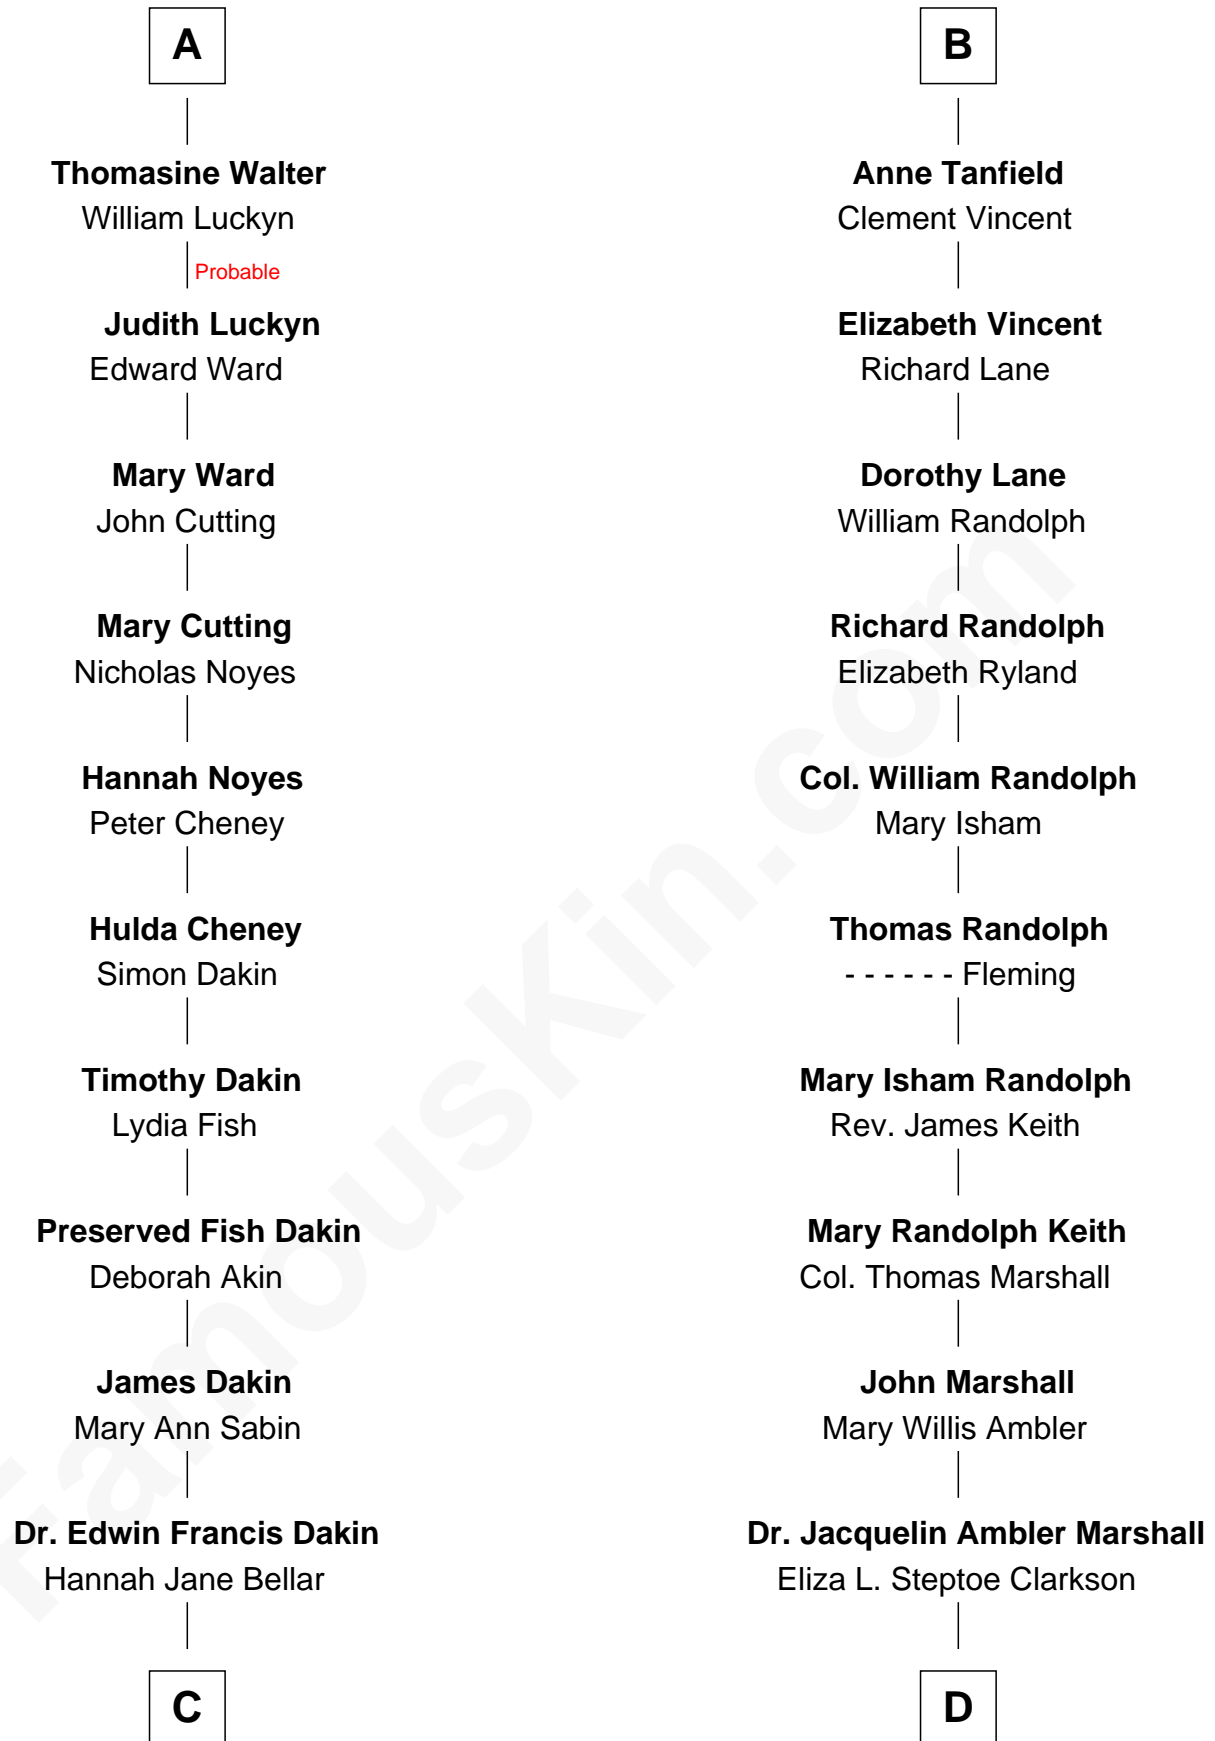 A
Thomasine Walter
William Luckyn
Probable
Judith Luckyn
Edward Ward
Mary Ward
John Cutting
Mary Cutting
Nicholas Noyes
Hannah Noyes
Peter Cheney
Hulda Cheney
Simon Dakin
Timothy Dakin
Lydia Fish
Preserved Fish Dakin
Deborah Akin
James Dakin
Mary Ann Sabin
Dr. Edwin Francis Dakin
Hannah Jane Bellar
C
B
Anne Tanfield
Clement Vincent
Elizabeth Vincent
Richard Lane
Dorothy Lane
William Randolph
Richard Randolph
Elizabeth Ryland
Col. William Randolph
Mary Isham
Thomas Randolph
- - - - - - Fleming
Mary Isham Randolph
Rev. James Keith
Mary Randolph Keith
Col. Thomas Marshall
John Marshall
Mary Willis Ambler
Dr. Jacquelin Ambler Marshall
Eliza L. Steptoe Clarkson
D
FamousKin.com